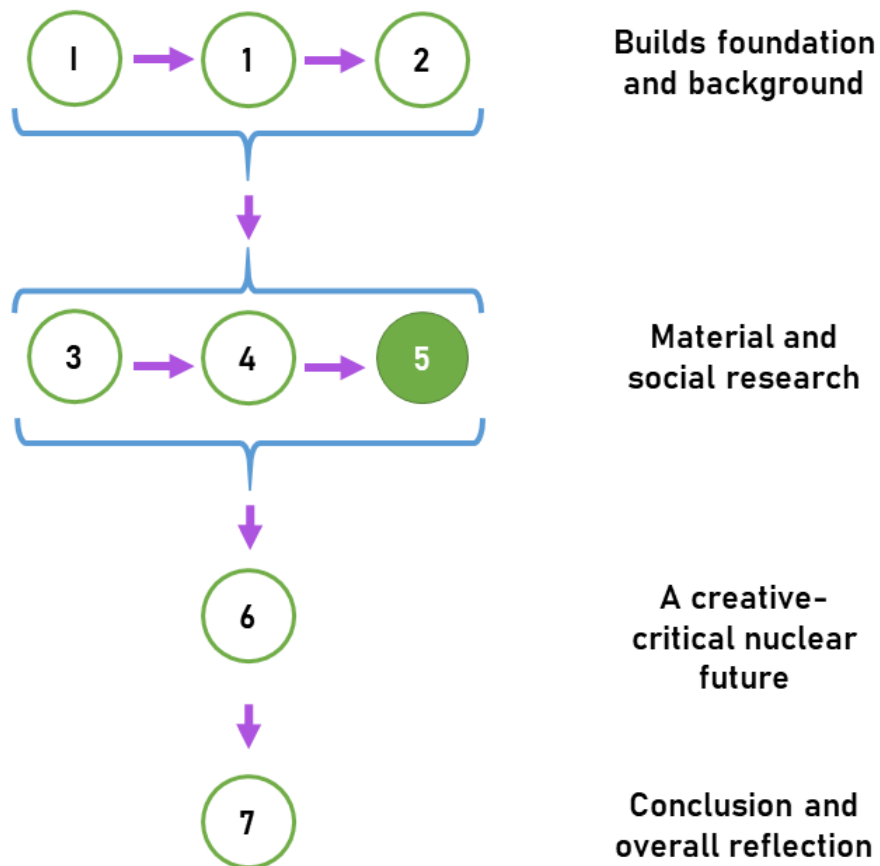 I
1
2
Builds foundation
and background
3
4
5
Material and
social research
6
A creative-
critical nuclear
future
7
Conclusion and
overall reflection